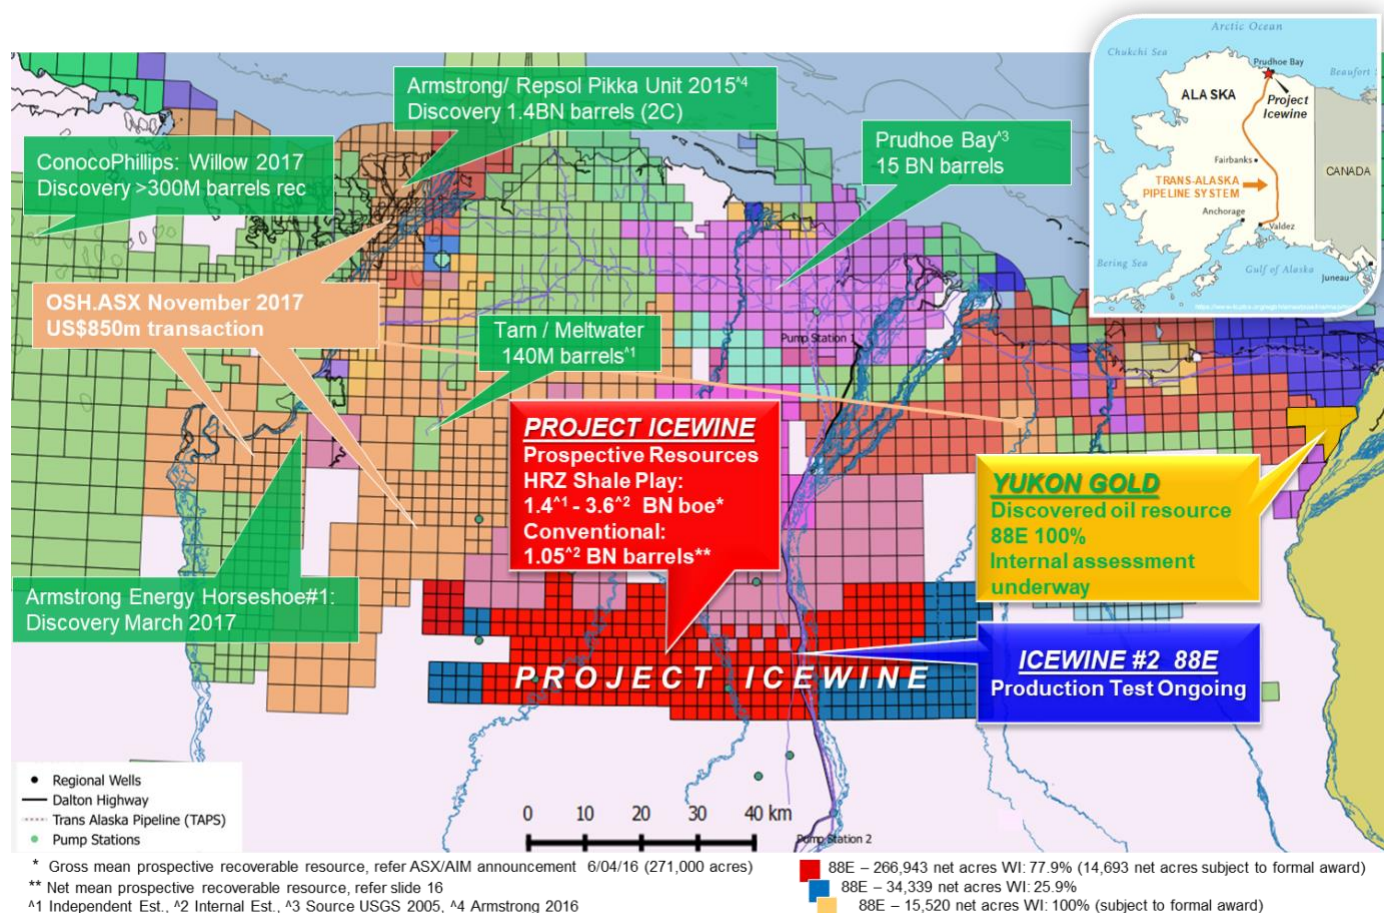 Armstrong/ Repsol Pikka Unit 2015^4
Discovery 1.4BN barrels (2C)
ConocoPhillips: Willow 2017
Discovery >300M barrels rec
Prudhoe Bay^3
15 BN barrels
OSH.ASX November 2017
US$850m transaction
Tarn / Meltwater
140M barrels^1
Pump Station 1
PROJECT ICEWINE
Prospective Resources
HRZ Shale Play:
1.4^1 - 3.6^2 BN boe*
Conventional:
1.05^2 BN barrels**
YUKON GOLD
Discovered oil resource
88E 100%
Internal assessment
underway
Armstrong Energy Horseshoe#1:
Discovery March 2017
ICEWINE #2 88E
Production Test Ongoing
PROJECT ICEWINE
Arctic Ocean
Chukchi Sea
Prudhoe Bay
Beaufort
ALASKA
Project
Icewine
Fairbanks
CANADA
TRANS-ALASKA
PIPELINE SYSTEM
Anchorage
Valdez
Bering Sea
Gulf of Alaska
Juneau
Regional Wells
Dalton Highway
Trans Alaska Pipeline (TAPS)
Pump Stations
0 10 20 30 40 km
Pump Station 2
* Gross mean prospective recoverable resource, refer ASX/AIM announcement 6/04/16 (271,000 acres)
** Net mean prospective recoverable resource, refer slide 16
^1 Independent Est., ^2 Internal Est., ^3 Source USGS 2005, ^4 Armstrong 2016
88E – 266,943 net acres WI: 77.9% (14,693 net acres subject to formal award)
88E – 34,339 net acres WI: 25.9%
88E – 15,520 net acres WI: 100% (subject to formal award)